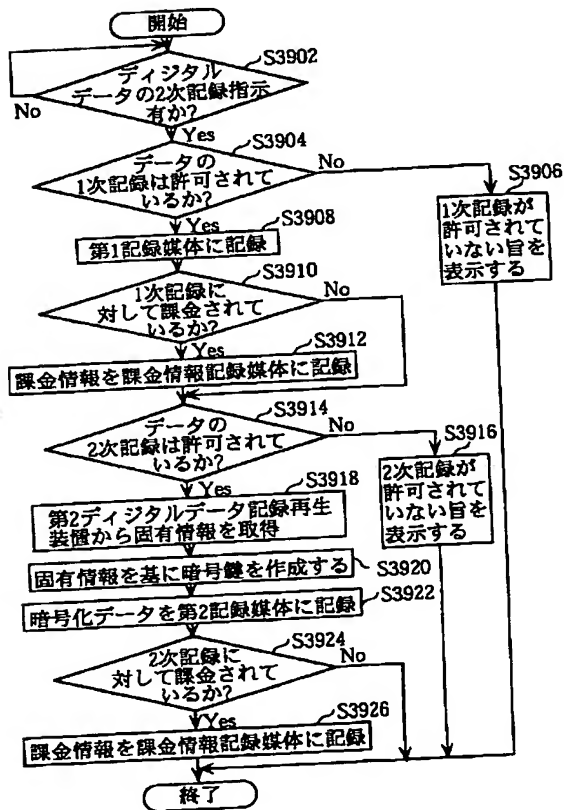 開始
S3902
ディジタル
データの2次記録指示
有か?
No
Yes
S3904
データの
1次記録は許可されて
いるか?
No
S3906
1次記録が
許可されて
いない旨を
表示する
Yes
S3908
第1記録媒体に記録
S3910
1次記録に
対して課金されて
いるか?
No
Yes
S3912
課金情報を課金情報記録媒体に記録
S3914
データの
2次記録は許可されて
いるか?
No
S3916
2次記録が
許可されて
いない旨を
表示する
Yes
S3918
第2ディジタルデータ記録再生
装置から固有情報を取得
固有情報を基に暗号鍵を作成する
S3920
S3922
暗号化データを第2記録媒体に記録
S3924
2次記録に
対して課金されて
いるか?
No
Yes
S3926
課金情報を課金情報記録媒体に記録
終了